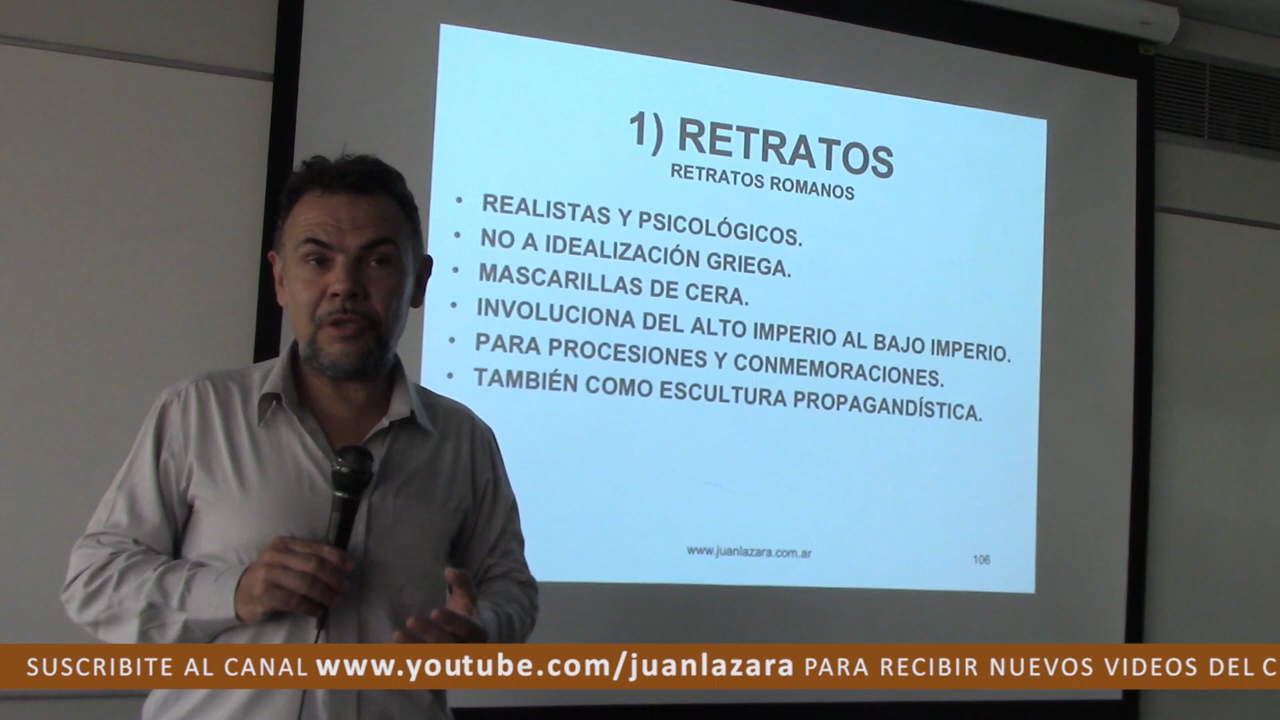 1) RETRATOS
RETRATOS ROMANOS
• REALISTAS Y PSICOLÓGICOS.
• NO A IDEALIZACIÓN GRIEGA.
• MASCARILLAS DE CERA.
• INVOLUCIONA DEL ALTO IMPERIO AL BAJO IMPERIO.
• PARA PROCESIONES Y CONMEMORACIONES.
• TAMBIÉN COMO ESCULTURA PROPAGANDÍSTICA.
www.juanlazara.com.ar 106
SUSCRIBITE AL CANAL www.youtube.com/juanlazara PARA RECIBIR NUEVOS VIDEOS DEL C